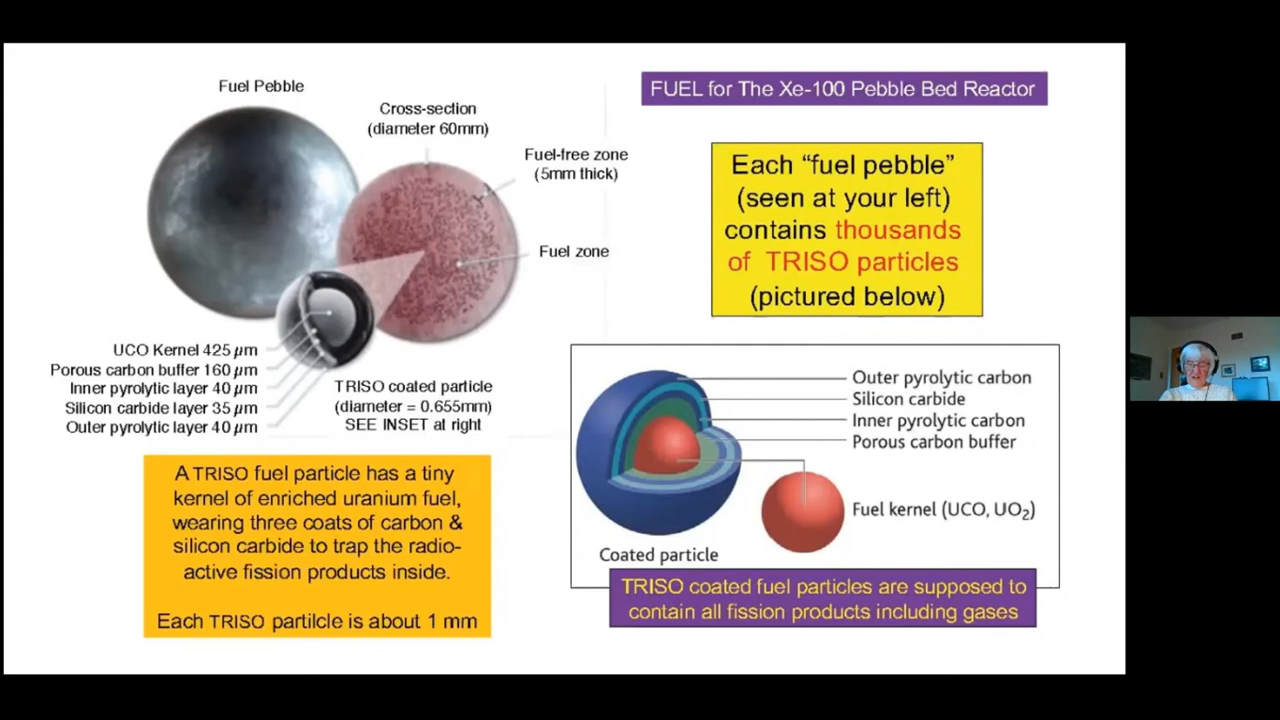 FUEL for The Xe-100 Pebble Bed Reactor
Fuel Pebble
Cross-section
(diameter 60mm)
Fuel-free zone
(5mm thick)
Fuel zone
UCO Kernel 425 µm
Porous carbon buffer 160 µm
Inner pyrolytic layer 40 µm
Silicon carbide layer 35 µm
Outer pyrolytic layer 40 µm
TRISO coated particle
(diameter = 0.655mm)
SEE INSET at right
Each “fuel pebble”
(seen at your left)
contains thousands
of TRISO particles
(pictured below)
A TRISO fuel particle has a tiny
kernel of enriched uranium fuel,
wearing three coats of carbon &
silicon carbide to trap the radio-
active fission products inside.
Each TRISO partilcle is about 1 mm
Outer pyrolytic carbon
Silicon carbide
Inner pyrolytic carbon
Porous carbon buffer
Fuel kernel (UCO, UO₂)
Coated particle
TRISO coated fuel particles are supposed to
contain all fission products including gases